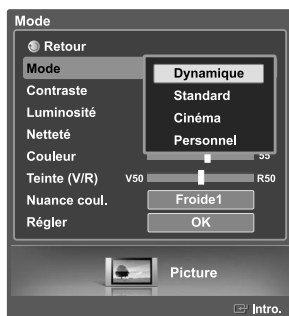 Mode
Retour
Mode
Dynamique
Contraste
Standard
Luminosité
Cinéma
Netteté
Personnel
Couleur 55
Teinte (V/R) V50 R50
Nuance coul. Froide1
Régler OK
Picture
Intro.